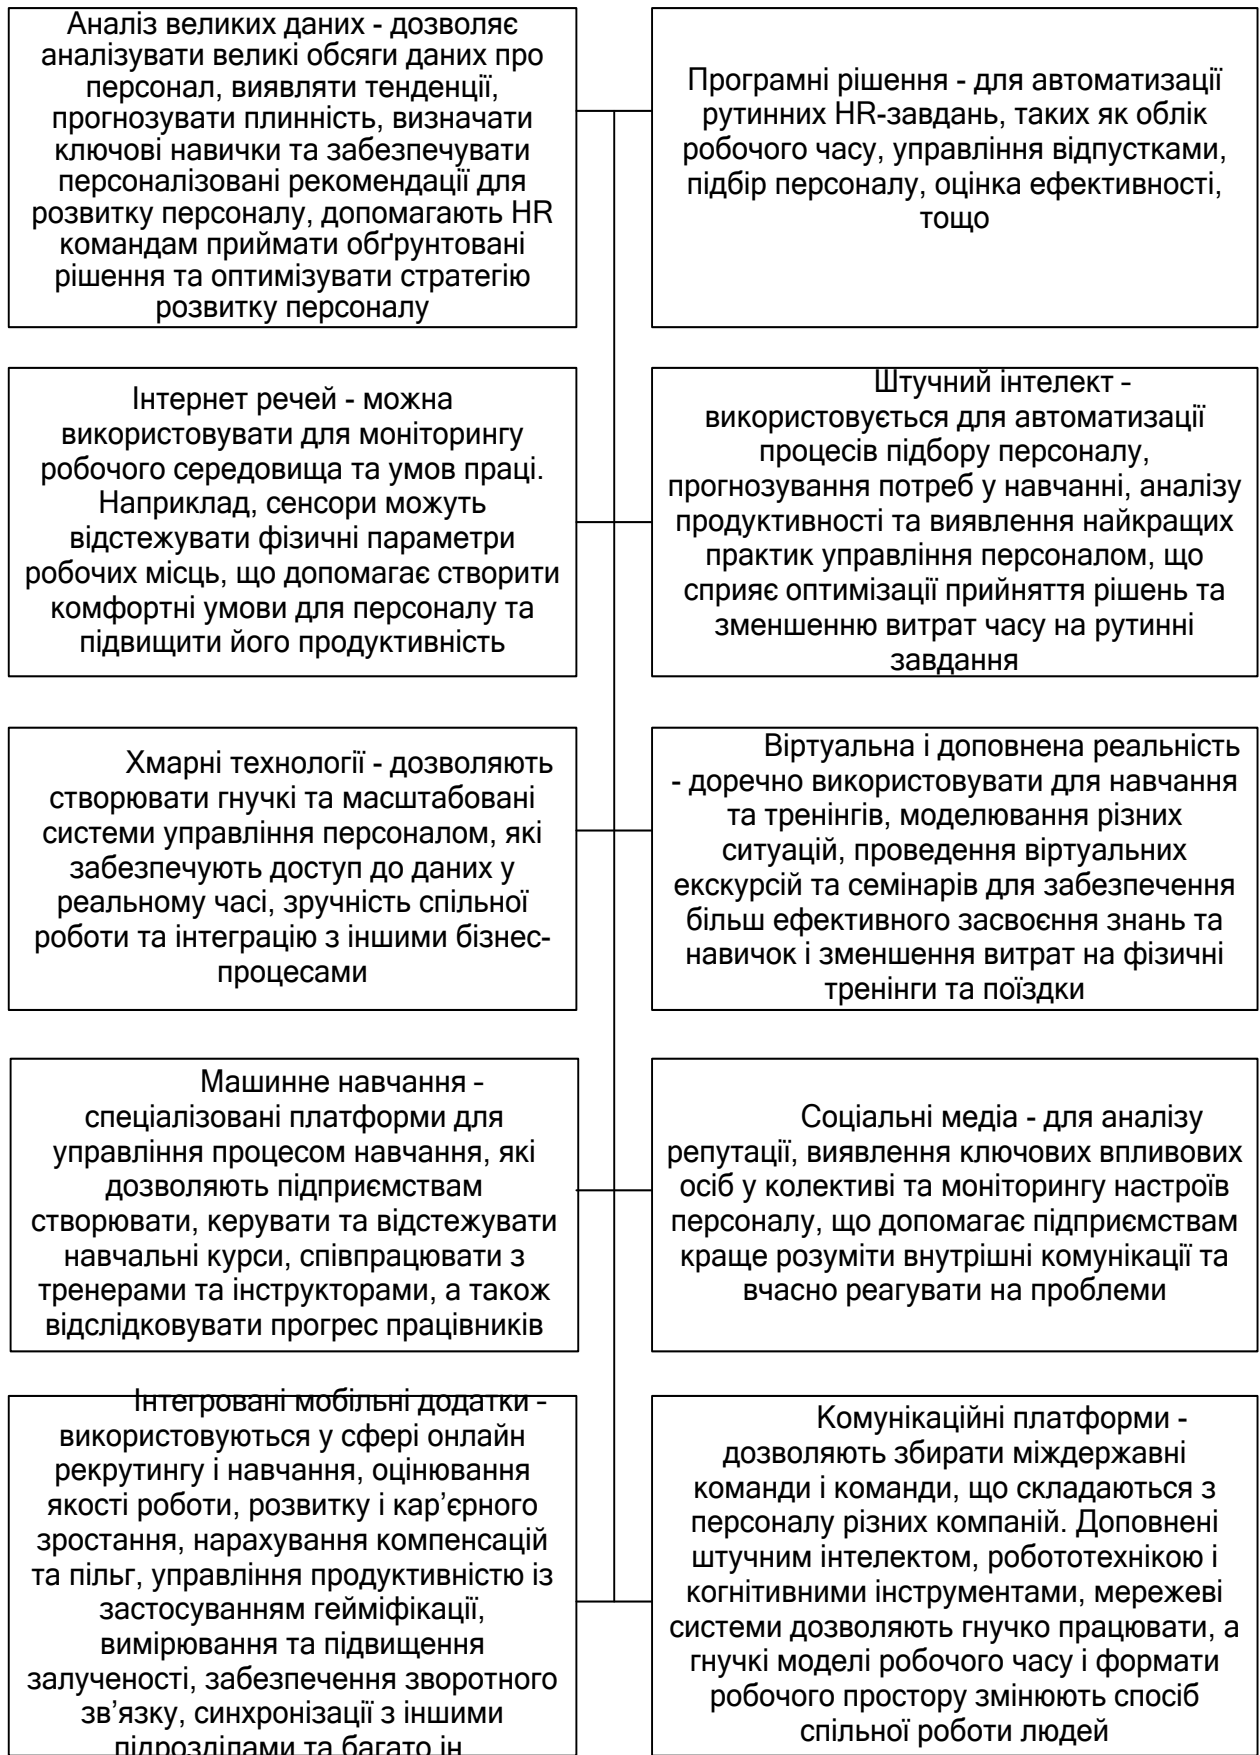 Аналіз великих даних - дозволяє
аналізувати великі обсяги даних про
персонал, виявляти тенденції,
прогнозувати плинність, визначати
ключові навички та забезпечувати
персоналізовані рекомендації для
розвитку персоналу, допомагають HR
командам приймати обґрунтовані
рішення та оптимізувати стратегію
розвитку персоналу
Програмні рішення - для автоматизації
рутинних HR-завдань, таких як облік
робочого часу, управління відпустками,
підбір персоналу, оцінка ефективності,
тощо
Інтернет речей - можна
використовувати для моніторингу
робочого середовища та умов праці.
Наприклад, сенсори можуть
відстежувати фізичні параметри
робочих місць, що допомагає створити
комфортні умови для персоналу та
підвищити його продуктивність
Штучний інтелект –
використовується для автоматизації
процесів підбору персоналу,
прогнозування потреб у навчанні, аналізу
продуктивності та виявлення найкращих
практик управління персоналом, що
сприяє оптимізації прийняття рішень та
зменшенню витрат часу на рутинні
завдання
Хмарні технології - дозволяють
створювати гнучкі та масштабовані
системи управління персоналом, які
забезпечують доступ до даних у
реальному часі, зручність спільної
роботи та інтеграцію з іншими бізнес-
процесами
Віртуальна і доповнена реальність
- доречно використовувати для навчання
та тренінгів, моделювання різних
ситуацій, проведення віртуальних
екскурсій та семінарів для забезпечення
більш ефективного засвоєння знань та
навичок і зменшення витрат на фізичні
тренінги та поїздки
Машинне навчання –
спеціалізовані платформи для
управління процесом навчання, які
дозволяють підприємствам
створювати, керувати та відстежувати
навчальні курси, співпрацювати з
тренерами та інструкторами, а також
відслідковувати прогрес працівників
Соціальні медіа - для аналізу
репутації, виявлення ключових впливових
осіб у колективі та моніторингу настроїв
персоналу, що допомагає підприємствам
краще розуміти внутрішні комунікації та
вчасно реагувати на проблеми
Інтегровані мобільні додатки –
використовуються у сфері онлайн
рекрутингу і навчання, оцінювання
якості роботи, розвитку і кар’єрного
зростання, нарахування компенсацій
та пільг, управління продуктивністю із
застосуванням гейміфікації,
вимірювання та підвищення
залученості, забезпечення зворотного
зв’язку, синхронізації з іншими
підрозділами та багато ін
Комунікаційні платформи -
дозволяють збирати міждержавні
команди і команди, що складаються з
персоналу різних компаній. Доповнені
штучним інтелектом, робототехнікою і
когнітивними інструментами, мережеві
системи дозволяють гнучко працювати, а
гнучкі моделі робочого часу і формати
робочого простору змінюють спосіб
спільної роботи людей